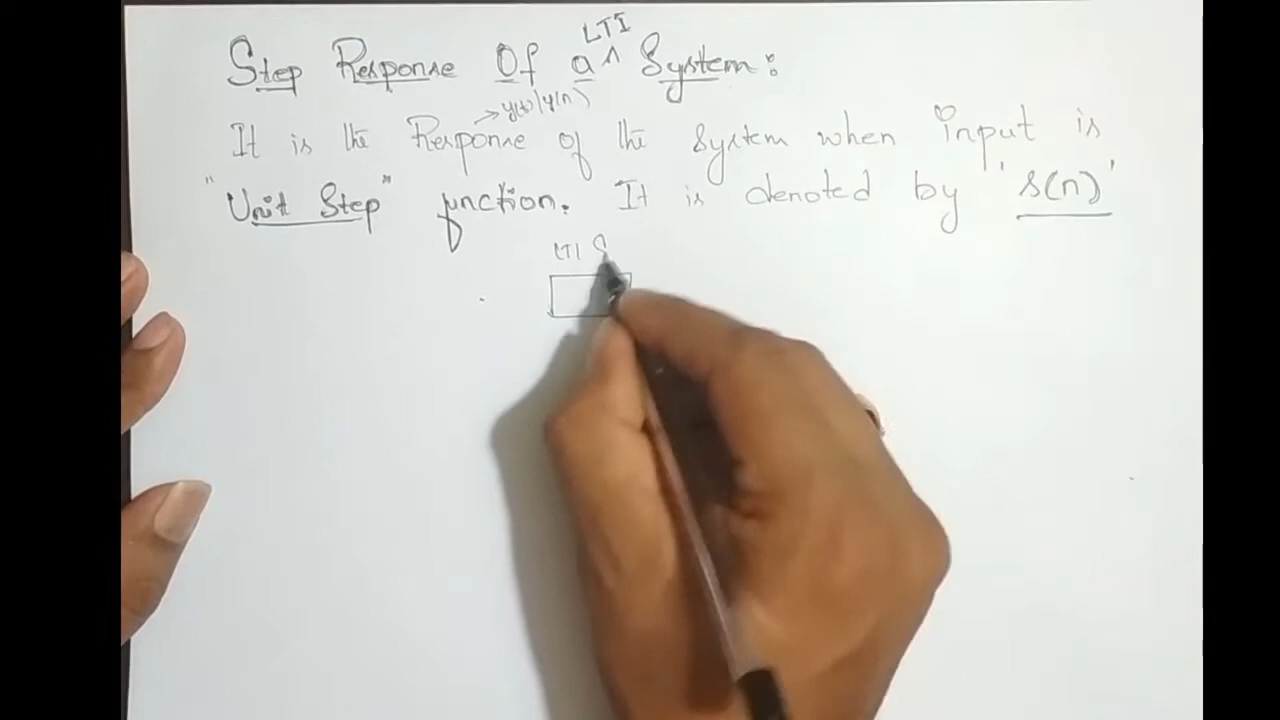 Step Response Of a LTI System:
→ y(t)/y(n)
It is the Response of the System when input is
"Unit Step" function. It is denoted by 's(n)'
LTI S